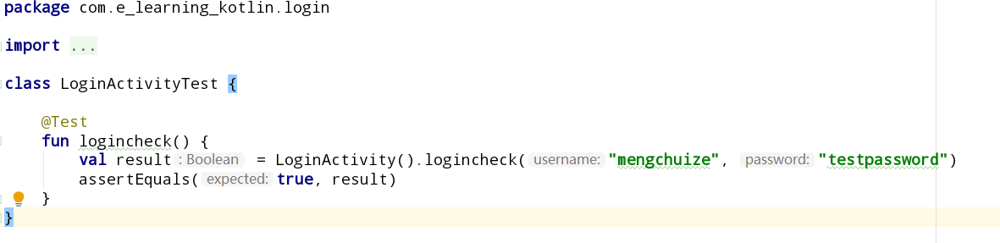 package com.e_learning_kotlin.login
import ...
class LoginActivityTest {
@Test
fun logincheck() {
val result : Boolean = LoginActivity().logincheck( username: "mengchuize", password: "testpassword")
assertEquals( expected: true, result)
}
}